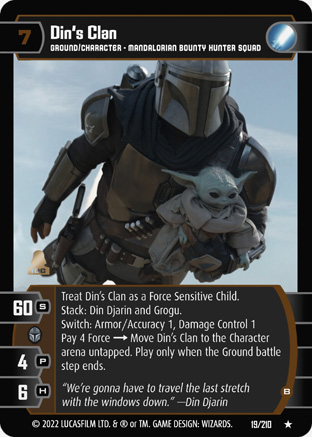 7
Din's Clan
GROUND/CHARACTER - MANDALORIAN BOUNTY HUNTER SQUAD
60 S
4 P
6 H
Treat Din's Clan as a Force Sensitive Child.
Stack: Din Djarin and Grogu.
Switch: Armor/Accuracy 1, Damage Control 1
Pay 4 Force → Move Din's Clan to the Character
arena untapped. Play only when the Ground battle
step ends.
"We're gonna have to travel the last stretch
with the windows down." —Din Djarin
B
© 2022 LUCASFILM LTD. & ® or TM. GAME DESIGN: WIZARDS.
19/210 ★